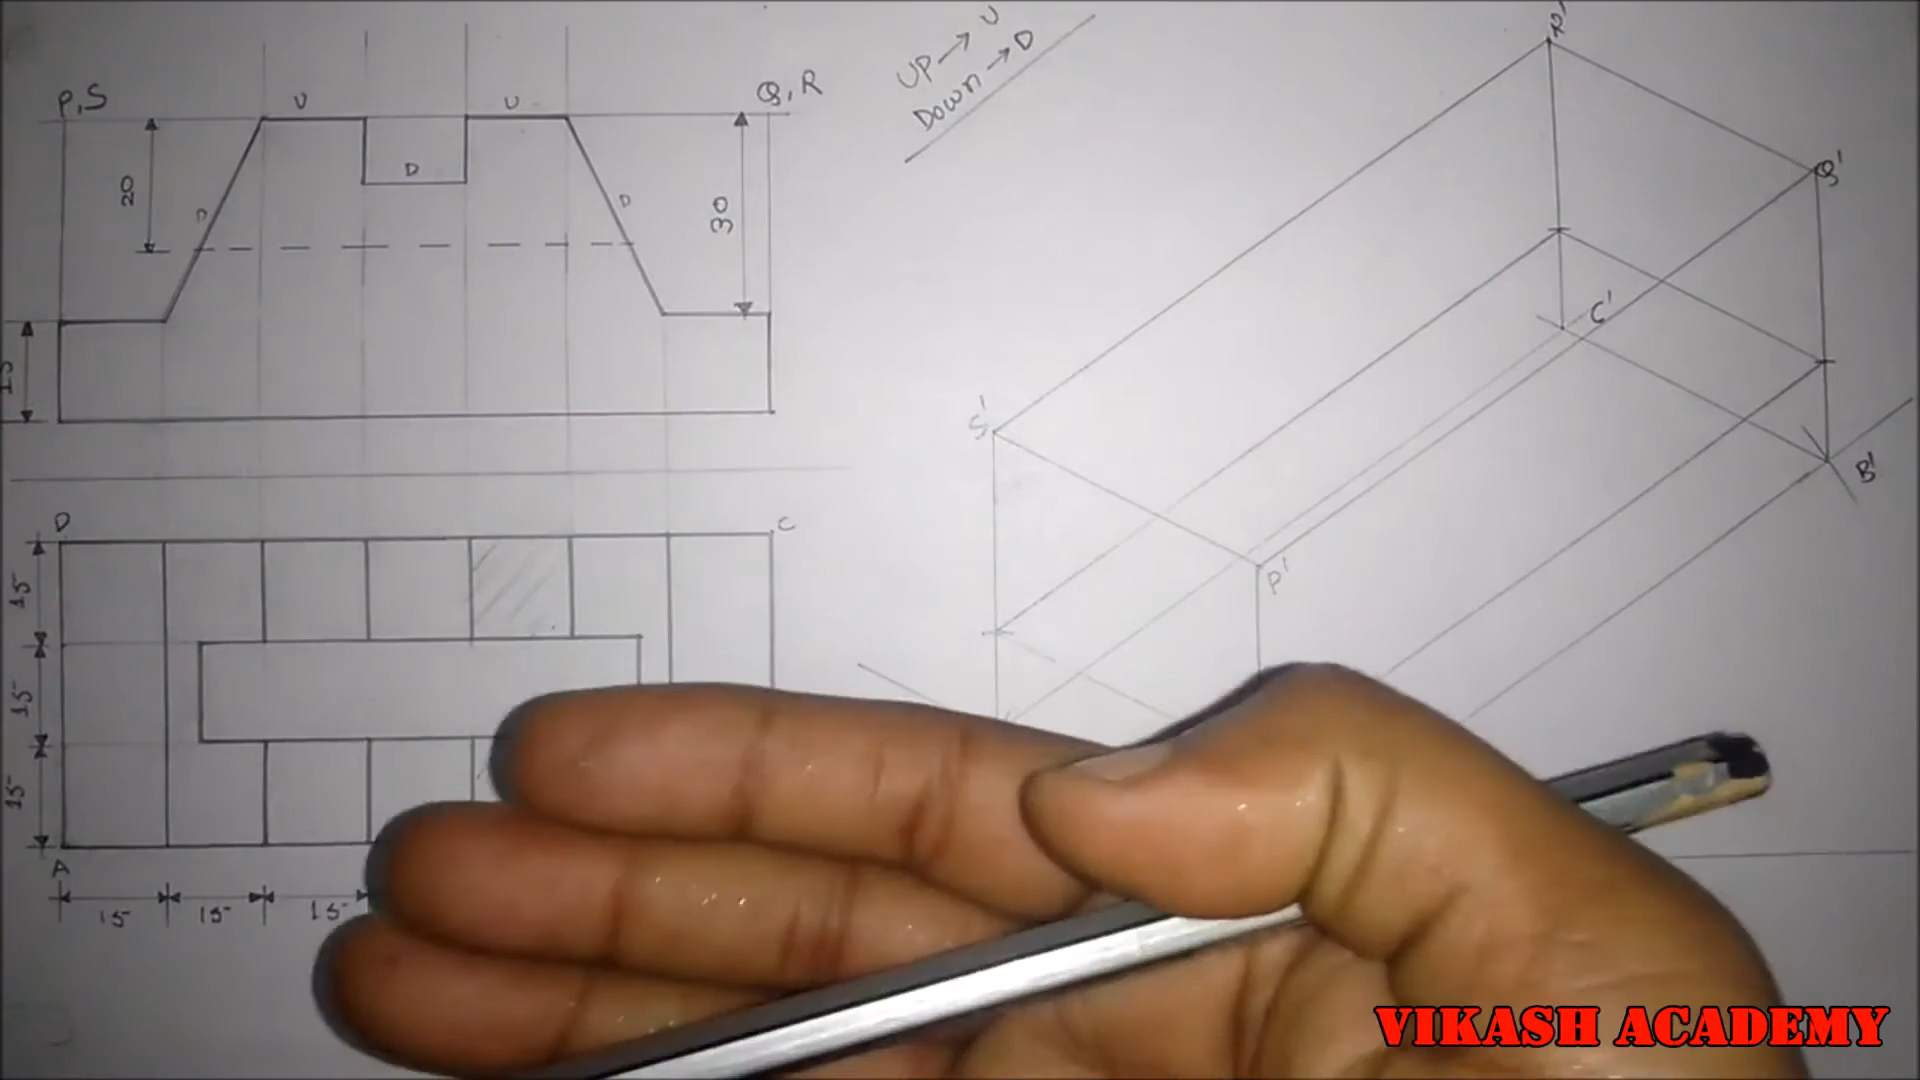 P,S
U
U
Q,R
UP → U
Down → D
D
D
D
20
30
15
R'
Q'
C'
S'
P'
B'
D
C
15
15
15
A
15
15
15
VIKASH ACADEMY